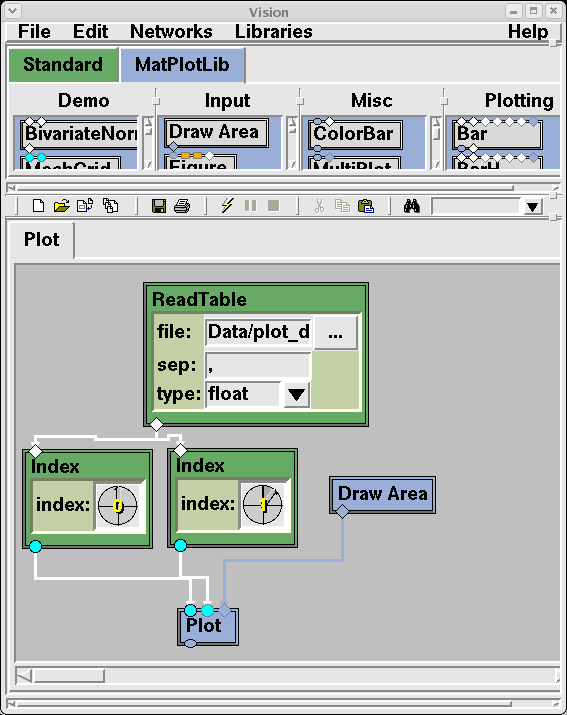 Vision
File Edit Networks Libraries Help
Standard MatPlotLib
Demo Input Misc Plotting
BivariateNor Draw Area ColorBar Bar
MeshGrid Figure MultiPlot BarH
Plot
ReadTable
file: Data/plot_d ...
sep: ,
type: float
Index Index
index: 0 index: 1
Draw Area
Plot